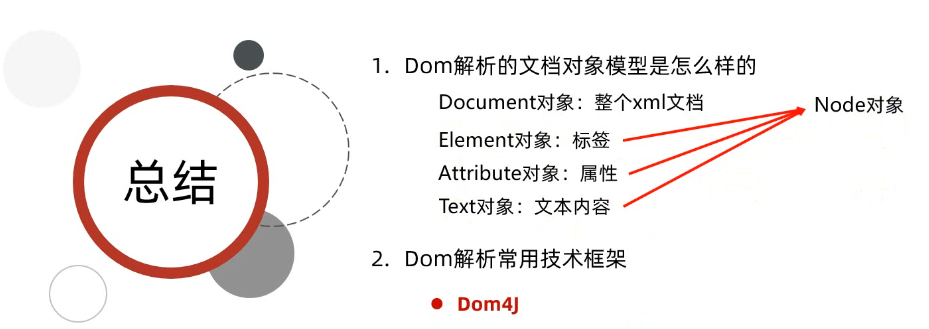 总结
1. Dom解析的文档对象模型是怎么样的
Document对象：整个xml文档
Node对象
Element对象：标签
Attribute对象：属性
Text对象：文本内容
2. Dom解析常用技术框架
Dom4J